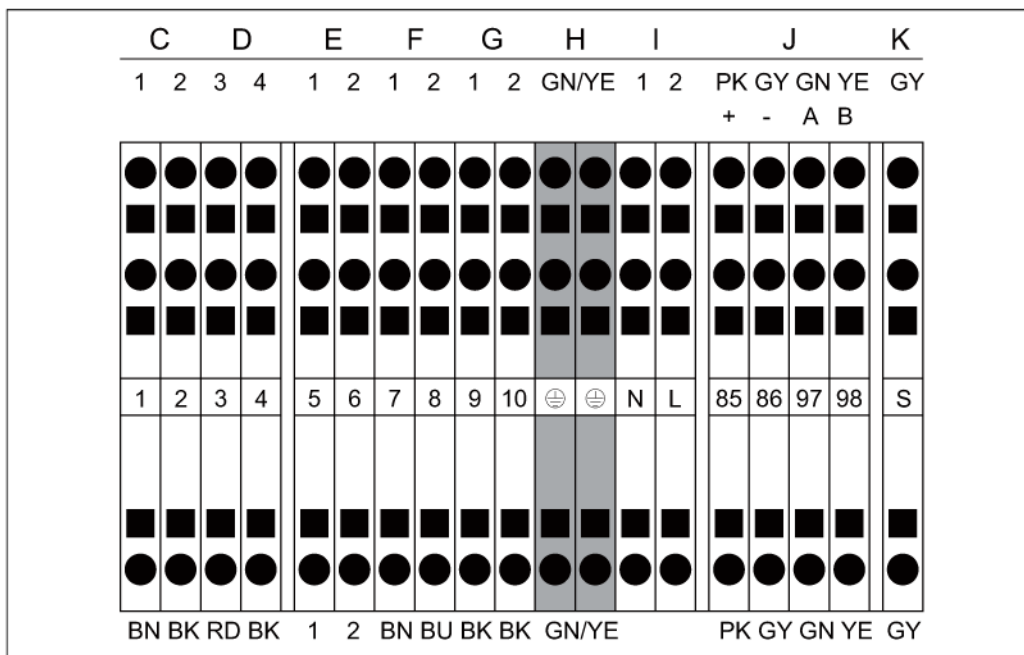 C D E F G H I J K
1 2 3 4 1 2 1 2 1 2 GN/YE 1 2 PK GY GN YE GY
+ - A B
1 2 3 4 5 6 7 8 9 10 N L 85 86 97 98 S
BN BK RD BK 1 2 BN BU BK BK GN/YE PK GY GN YE GY